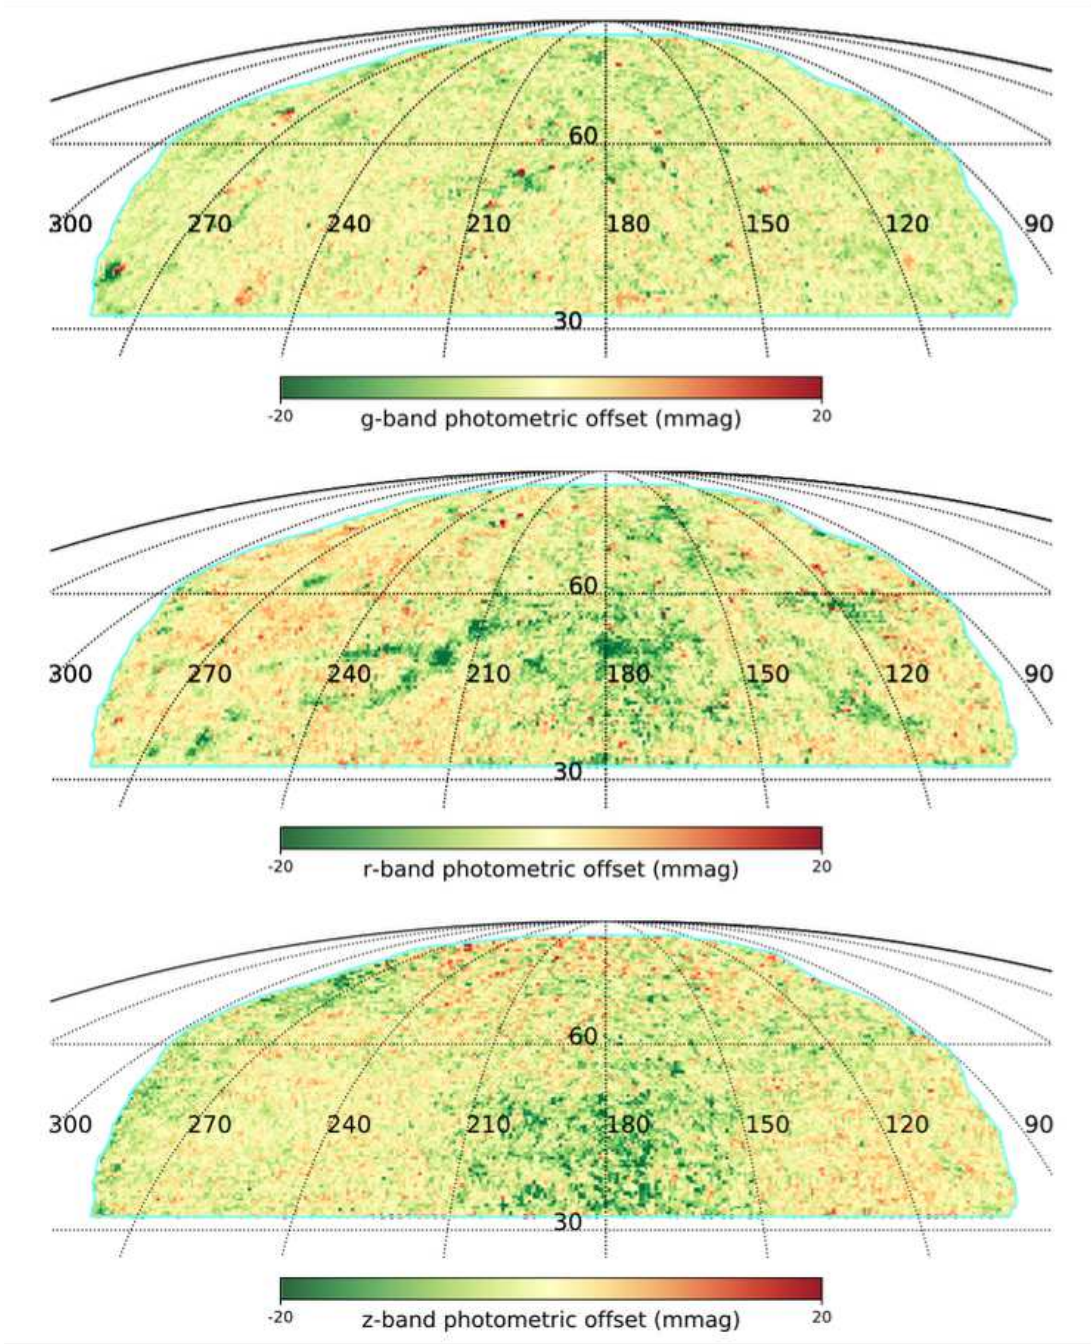 60
300 270 240 210 180 150 120 90
30
-20 20
g-band photometric offset (mmag)
60
300 270 240 210 180 150 120 90
30
-20 20
r-band photometric offset (mmag)
60
300 270 240 210 180 150 120 90
30
-20 20
z-band photometric offset (mmag)